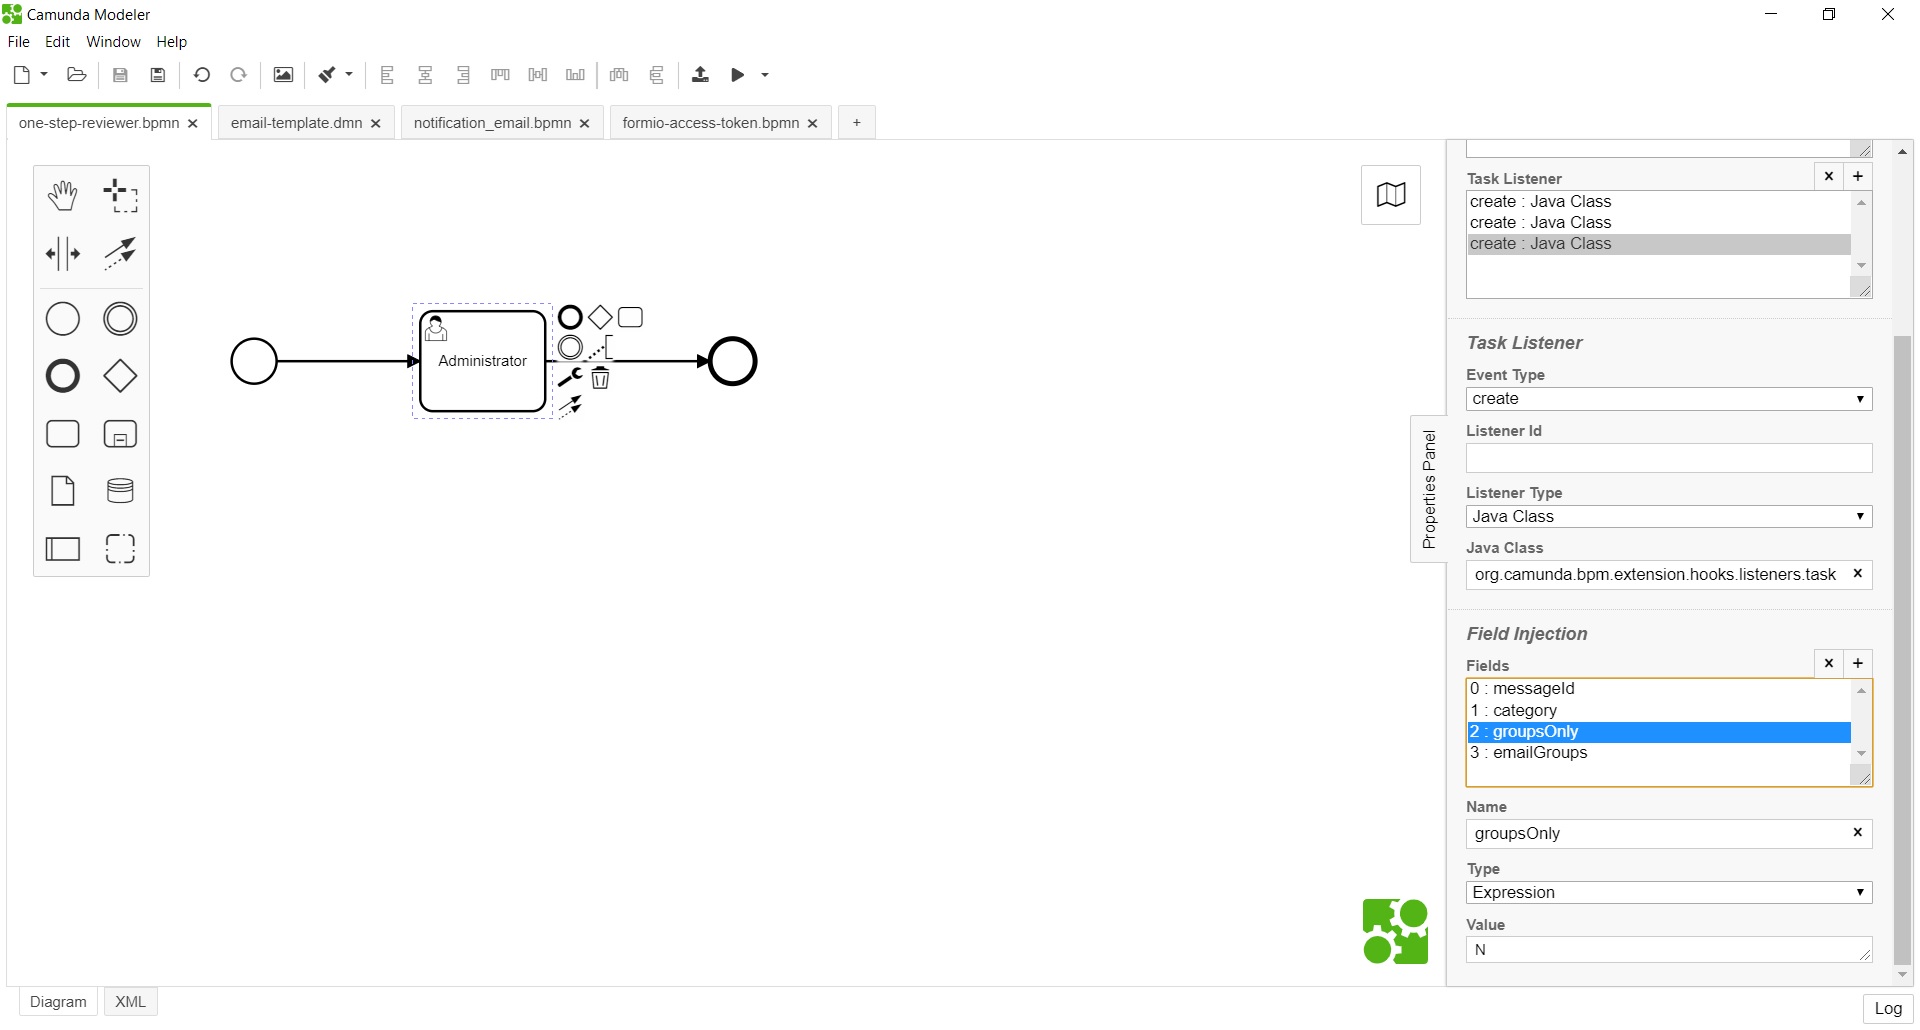 Camunda Modeler
File Edit Window Help
one-step-reviewer.bpmn × email-template.dmn × notification_email.bpmn × formio-access-token.bpmn × +
Administrator
Properties Panel
Task Listener × +
create : Java Class
create : Java Class
create : Java Class
Task Listener
Event Type
create
Listener Id
Listener Type
Java Class
Java Class
org.camunda.bpm.extension.hooks.listeners.task ×
Field Injection
Fields × +
0 : messageId
1 : category
2 : groupsOnly
3 : emailGroups
Name
groupsOnly ×
Type
Expression
Value
N
Diagram XML
Log